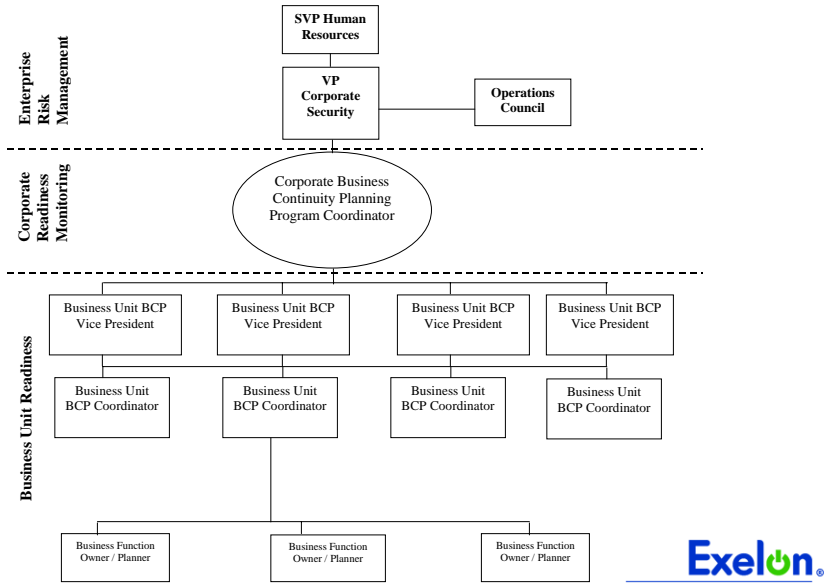 SVP Human
Resources
Enterprise
Risk
Management
VP
Corporate
Security
Operations
Council
Corporate
Readiness
Monitoring
Corporate Business
Continuity Planning
Program Coordinator
Business Unit Readiness
Business Unit BCP
Vice President
Business Unit BCP
Vice President
Business Unit BCP
Vice President
Business Unit BCP
Vice President
Business Unit
BCP Coordinator
Business Unit
BCP Coordinator
Business Unit
BCP Coordinator
Business Unit
BCP Coordinator
Business Function
Owner / Planner
Business Function
Owner / Planner
Business Function
Owner / Planner
Exelon®